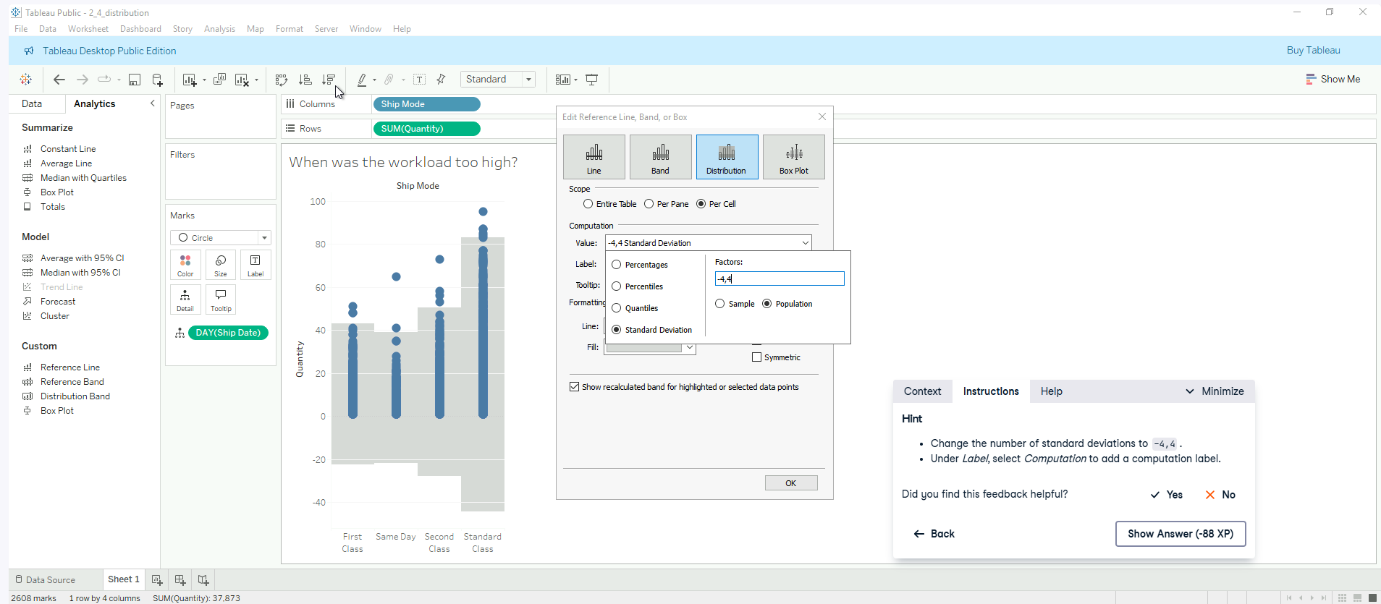 Tableau Public - 2_4_distribution
File Data Worksheet Dashboard Story Analysis Map Format Server Window Help
Tableau Desktop Public Edition
Buy Tableau
Standard
Show Me
Data Analytics
Summarize
Constant Line
Average Line
Median with Quartiles
Box Plot
Totals
Model
Average with 95% CI
Median with 95% CI
Trend Line
Forecast
Cluster
Custom
Reference Line
Reference Band
Distribution Band
Box Plot
Pages
Filters
Marks
Circle
Color Size Label
Detail Tooltip
DAY(Ship Date)
Columns Ship Mode
Rows SUM(Quantity)
When was the workload too high?
Ship Mode
100
80
60
40
20
0
-20
-40
Quantity
First Class
Same Day
Second Class
Standard Class
Edit Reference Line, Band, or Box
Line Band Distribution Box Plot
Scope
Entire Table Per Pane Per Cell
Computation
Value: -4,4 Standard Deviation
Label:
Tooltip:
Formatting
Line:
Fill:
Percentages
Percentiles
Quantiles
Standard Deviation
Factors:
-4,4
Sample Population
Symmetric
Show recalculated band for highlighted or selected data points
OK
Context Instructions Help Minimize
Hint
Change the number of standard deviations to -4,4 .
Under Label, select Computation to add a computation label.
Did you find this feedback helpful? Yes No
Back Show Answer (-88 XP)
Data Source Sheet 1
2608 marks 1 row by 4 columns SUM(Quantity): 37,873